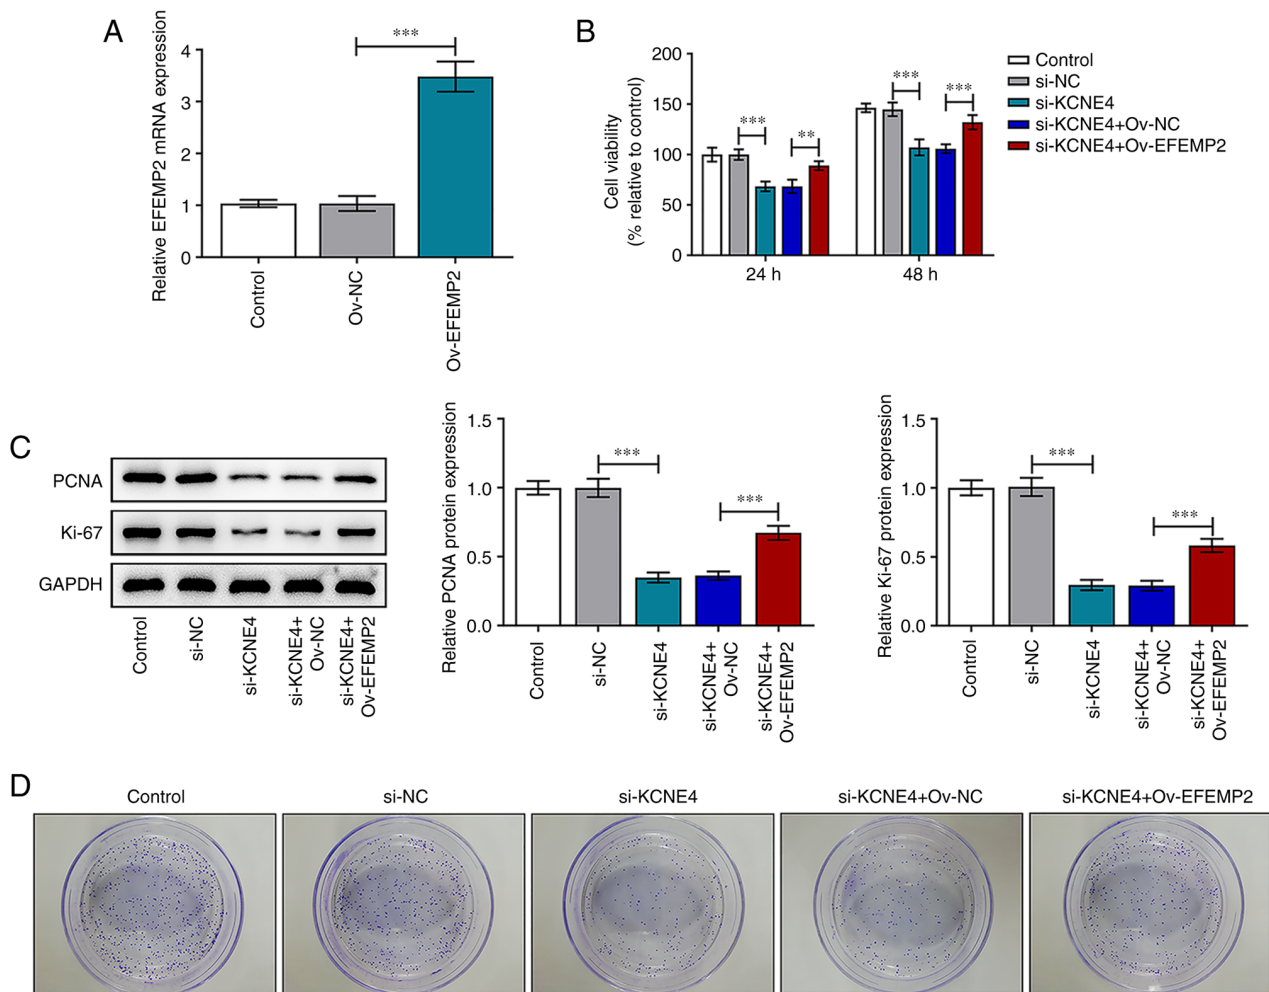 A
Relative EFEMP2 mRNA expression
4
3
2
1
0
***
Control
Ov-NC
Ov-EFEMP2
B
Cell viability
(% relative to control)
200
150
100
50
0
***
**
***
***
24 h
48 h
Control
si-NC
si-KCNE4
si-KCNE4+Ov-NC
si-KCNE4+Ov-EFEMP2
C
PCNA
Ki-67
GAPDH
Control
si-NC
si-KCNE4
si-KCNE4+
Ov-NC
si-KCNE4+
Ov-EFEMP2
Relative PCNA protein expression
1.5
1.0
0.5
0.0
***
***
Control
si-NC
si-KCNE4
si-KCNE4+
Ov-NC
si-KCNE4+
Ov-EFEMP2
Relative Ki-67 protein expression
1.5
1.0
0.5
0.0
***
***
Control
si-NC
si-KCNE4
si-KCNE4+
Ov-NC
si-KCNE4+
Ov-EFEMP2
D
Control
si-NC
si-KCNE4
si-KCNE4+Ov-NC
si-KCNE4+Ov-EFEMP2